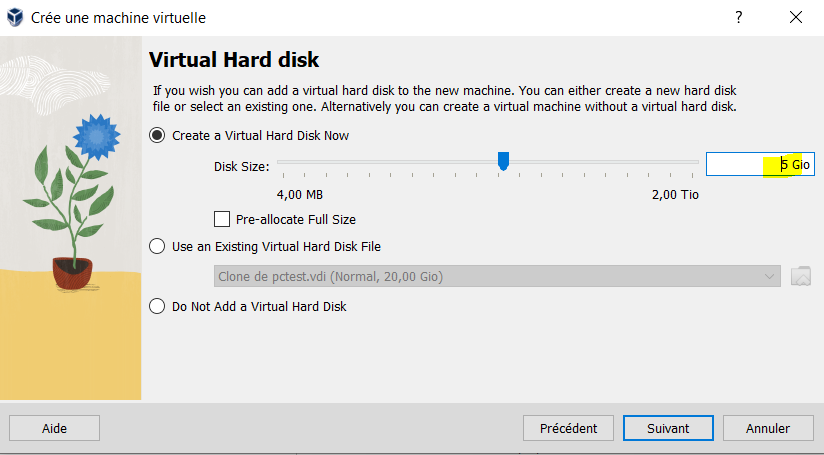 Crée une machine virtuelle
Virtual Hard disk
If you wish you can add a virtual hard disk to the new machine. You can either create a new hard disk
file or select an existing one. Alternatively you can create a virtual machine without a virtual hard disk.
Create a Virtual Hard Disk Now
Disk Size:
5 Gio
4,00 MB
2,00 Tio
Pre-allocate Full Size
Use an Existing Virtual Hard Disk File
Clone de pctest.vdi (Normal, 20,00 Gio)
Do Not Add a Virtual Hard Disk
Aide
Précédent
Suivant
Annuler